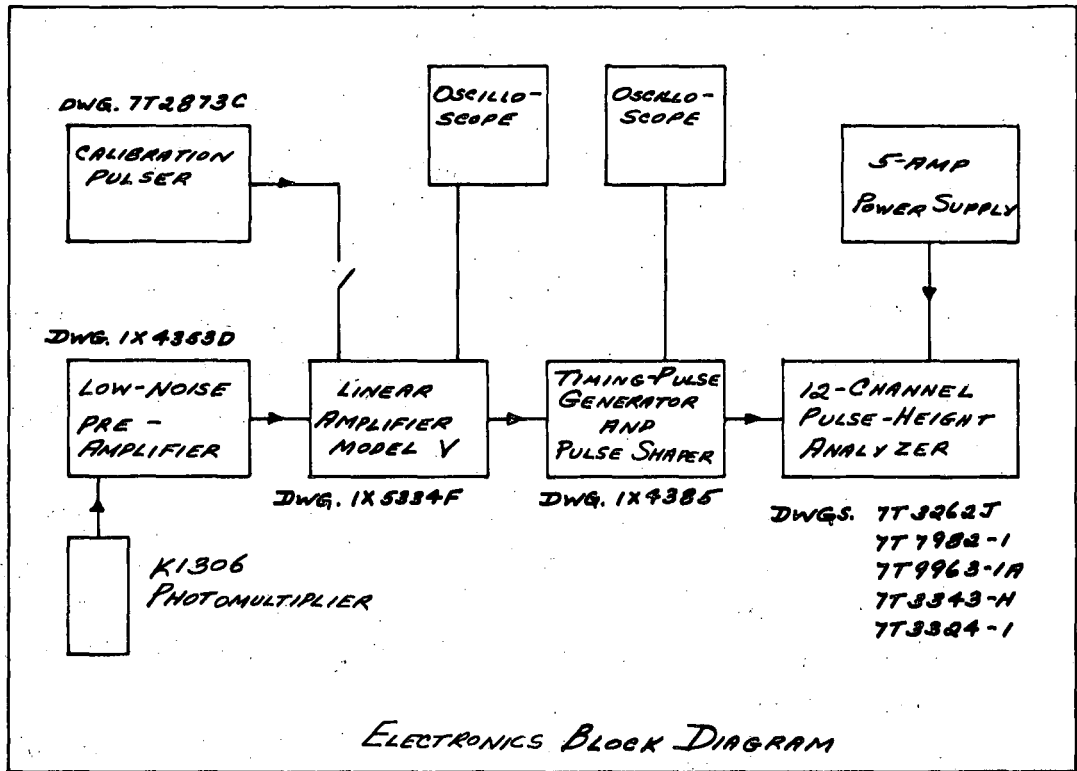 DWG. 7T2873C
CALIBRATION
PULSER
OSCILLO-
SCOPE
OSCILLO-
SCOPE
5-AMP
POWER SUPPLY
DWG. 1X4353D
LOW-NOISE
PRE-
AMPLIFIER
LINEAR
AMPLIFIER
MODEL V
DWG. 1X5334F
TIMING-PULSE
GENERATOR
AND
PULSE SHAPER
DWG. 1X4385
12-CHANNEL
PULSE-HEIGHT
ANALYZER
DWGS. 7T3262J
7T7982-1
7T9963-1A
7T3343-H
7T3324-1
K1306
PHOTOMULTIPLIER
ELECTRONICS BLOCK DIAGRAM